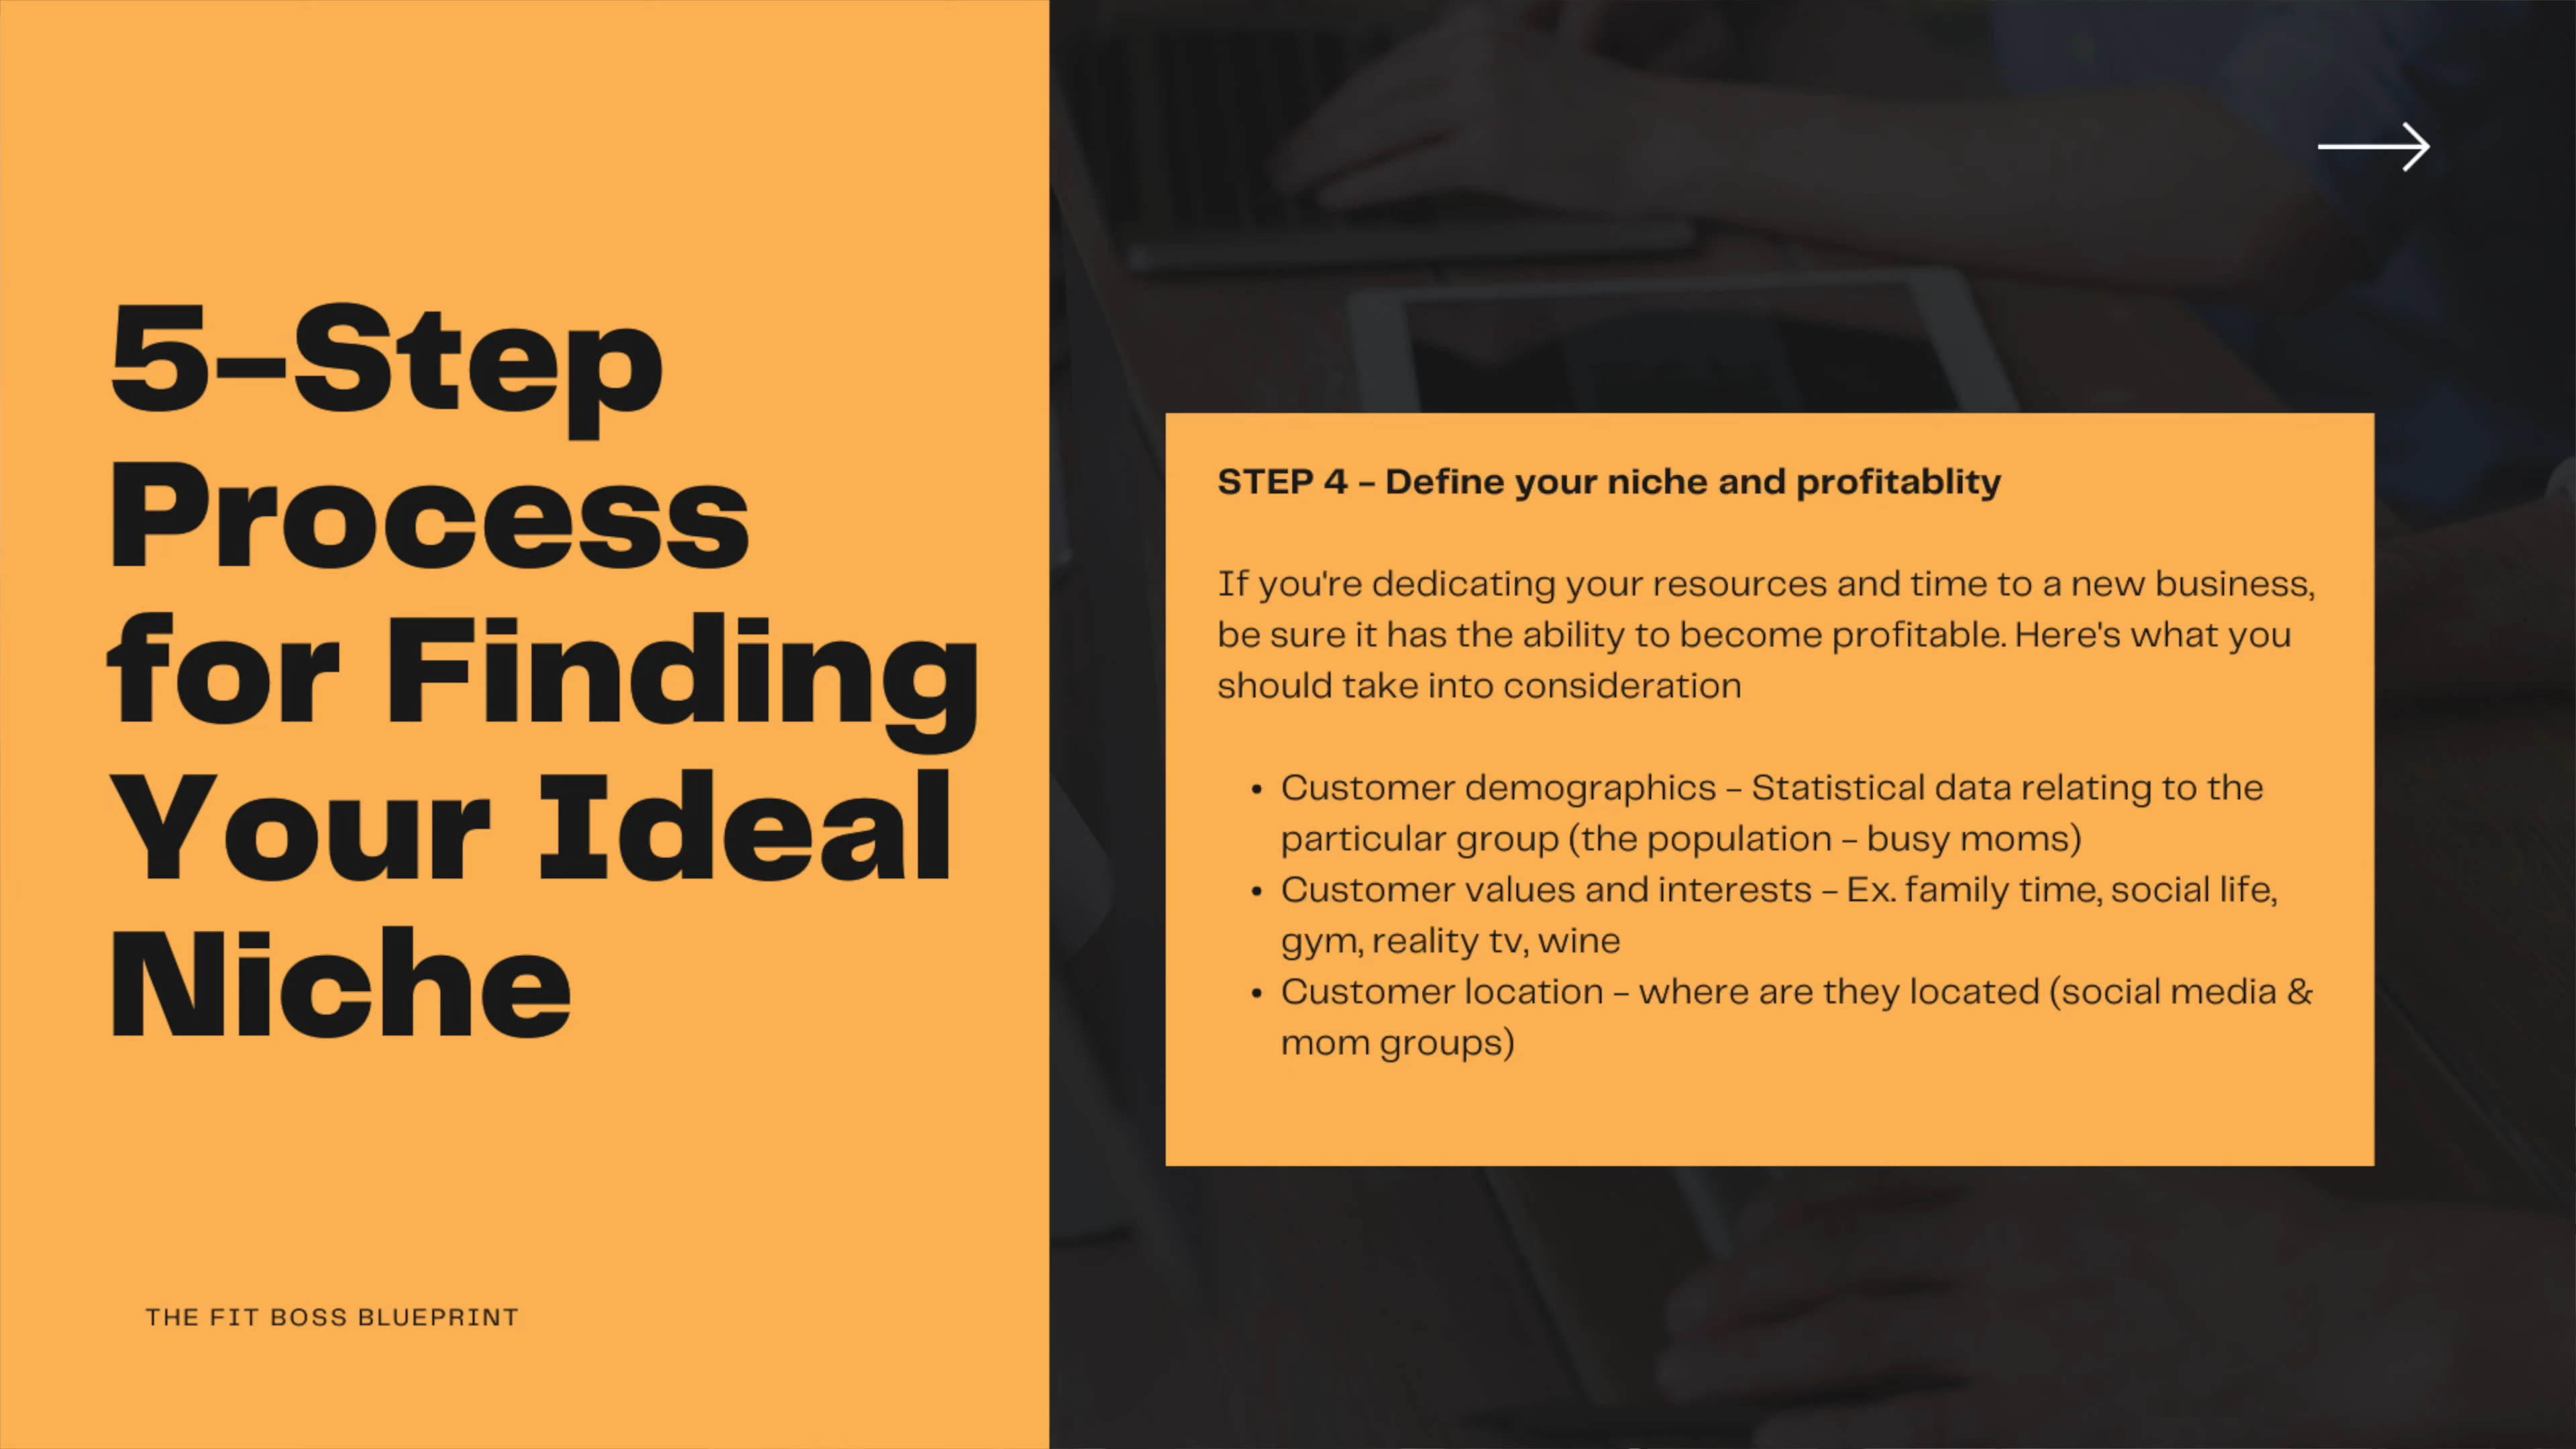 5-Step
Process
for Finding
Your Ideal
Niche
THE FIT BOSS BLUEPRINT
STEP 4 - Define your niche and profitablity
If you're dedicating your resources and time to a new business,
be sure it has the ability to become profitable. Here's what you
should take into consideration
• Customer demographics - Statistical data relating to the
particular group (the population - busy moms)
• Customer values and interests - Ex. family time, social life,
gym, reality tv, wine
• Customer location - where are they located (social media &
mom groups)